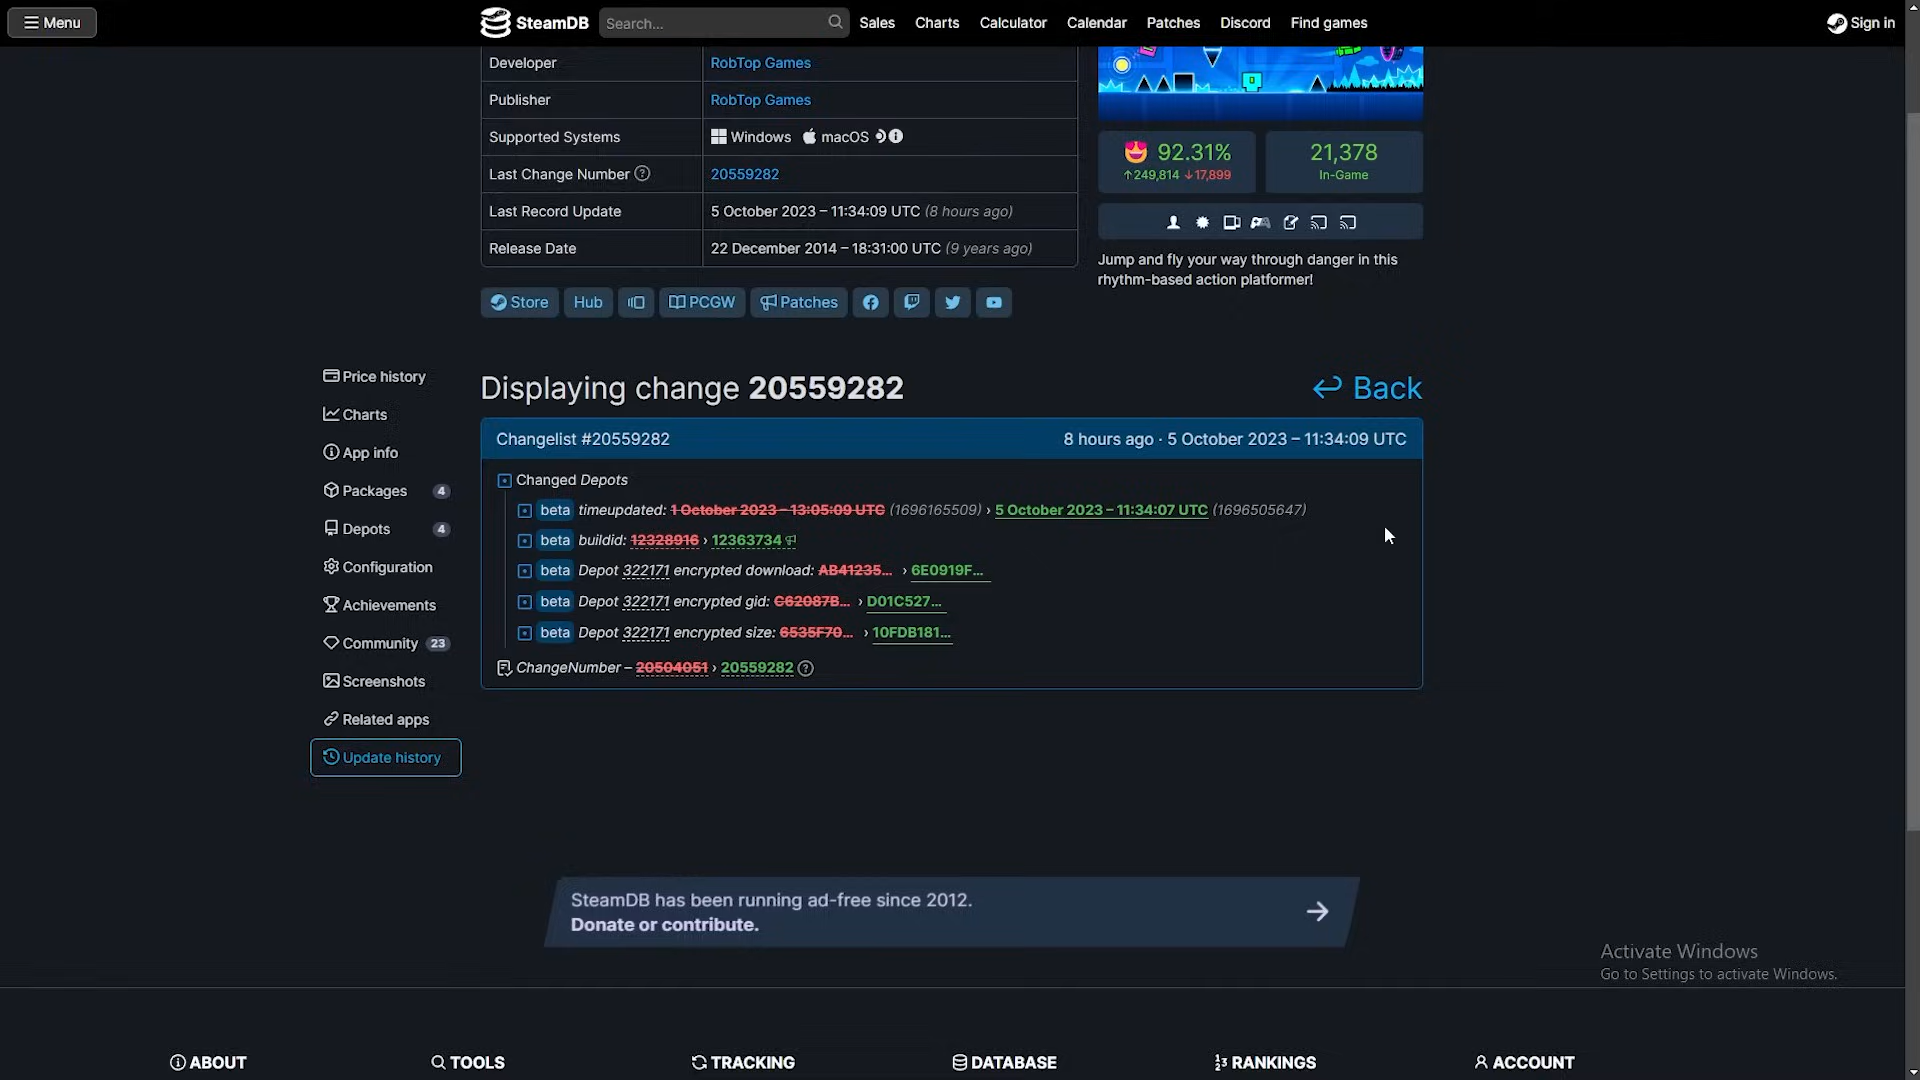 Menu
SteamDB
Search...
Sales
Charts
Calculator
Calendar
Patches
Discord
Find games
Sign in
Developer
RobTop Games
Publisher
RobTop Games
Supported Systems
Windows macOS
Last Change Number
20559282
Last Record Update
5 October 2023 – 11:34:09 UTC (8 hours ago)
Release Date
22 December 2014 – 18:31:00 UTC (9 years ago)
92.31%
↑249,814 ↓17,899
21,378
In-Game
Jump and fly your way through danger in this
rhythm-based action platformer!
Store
Hub
PCGW
Patches
Price history
Charts
App info
Packages 4
Depots 4
Configuration
Achievements
Community 23
Screenshots
Related apps
Update history
Displaying change 20559282
Back
Changelist #20559282
8 hours ago · 5 October 2023 – 11:34:09 UTC
Changed Depots
beta timeupdated: 1 October 2023 – 13:05:09 UTC (1696165509) › 5 October 2023 – 11:34:07 UTC (1696505647)
beta buildid: 12328916 › 12363734
beta Depot 322171 encrypted download: AB41235... › 6E0919F...
beta Depot 322171 encrypted gid: C62087B... › D01C527...
beta Depot 322171 encrypted size: 6535F70... › 10FDB181...
ChangeNumber – 20504051 › 20559282
SteamDB has been running ad-free since 2012.
Donate or contribute.
Activate Windows
Go to Settings to activate Windows.
ABOUT
TOOLS
TRACKING
DATABASE
RANKINGS
ACCOUNT